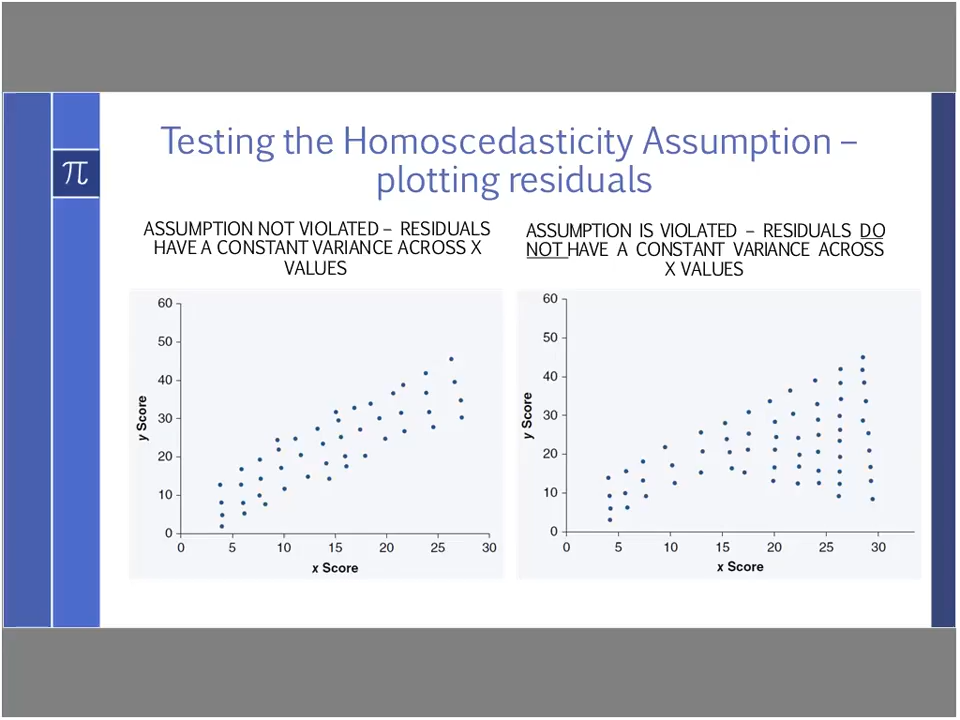 Testing the Homoscedasticity Assumption –
plotting residuals
π
ASSUMPTION NOT VIOLATED – RESIDUALS
HAVE A CONSTANT VARIANCE ACROSS X
VALUES
60
50
40
30
20
10
0
y Score
0 5 10 15 20 25 30
x Score
ASSUMPTION IS VIOLATED – RESIDUALS DO
NOT HAVE A CONSTANT VARIANCE ACROSS
X VALUES
60
50
40
30
20
10
0
y Score
0 5 10 15 20 25 30
x Score